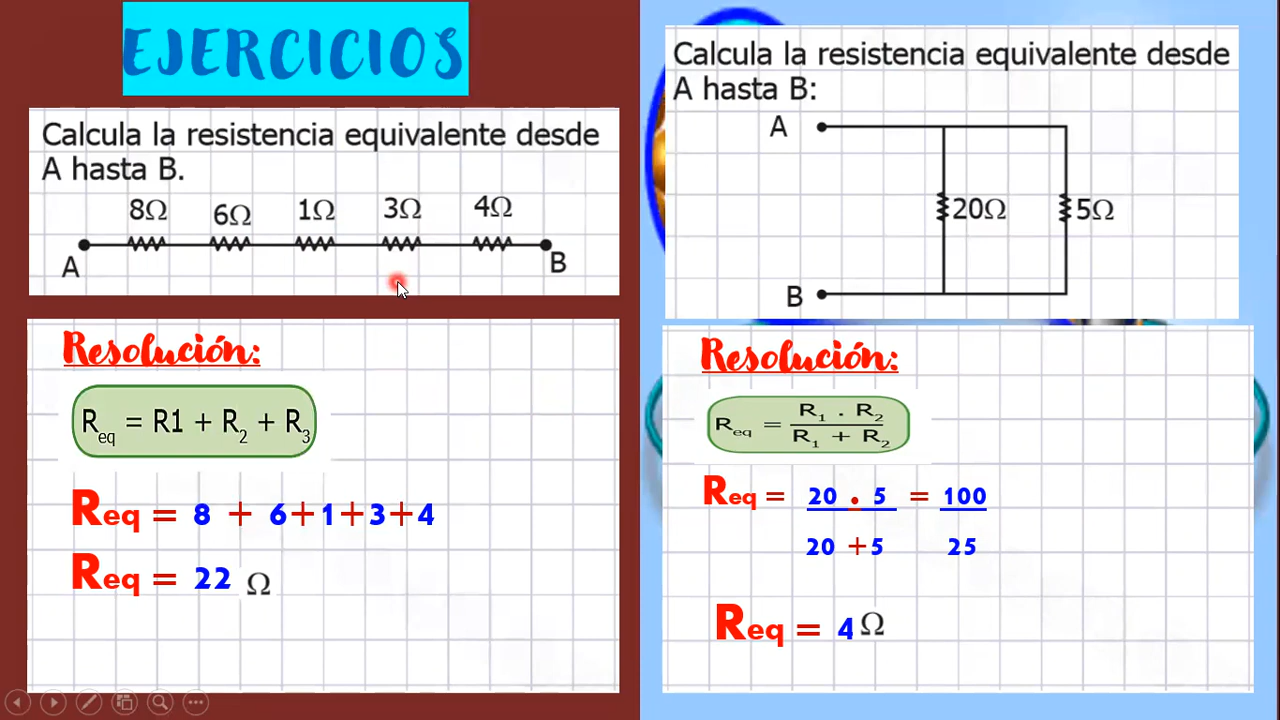 EJERCICIOS
Calcula la resistencia equivalente desde
A hasta B.
8Ω 6Ω 1Ω 3Ω 4Ω
A B
Resolución:
Req = R1 + R2 + R3
Req = 8 + 6+1+3+4
Req = 22 Ω
Calcula la resistencia equivalente desde
A hasta B:
A
20Ω 5Ω
B
Resolución:
Req = R1 . R2
R1 + R2
Req = 20 . 5 = 100
20 +5 25
Req = 4 Ω